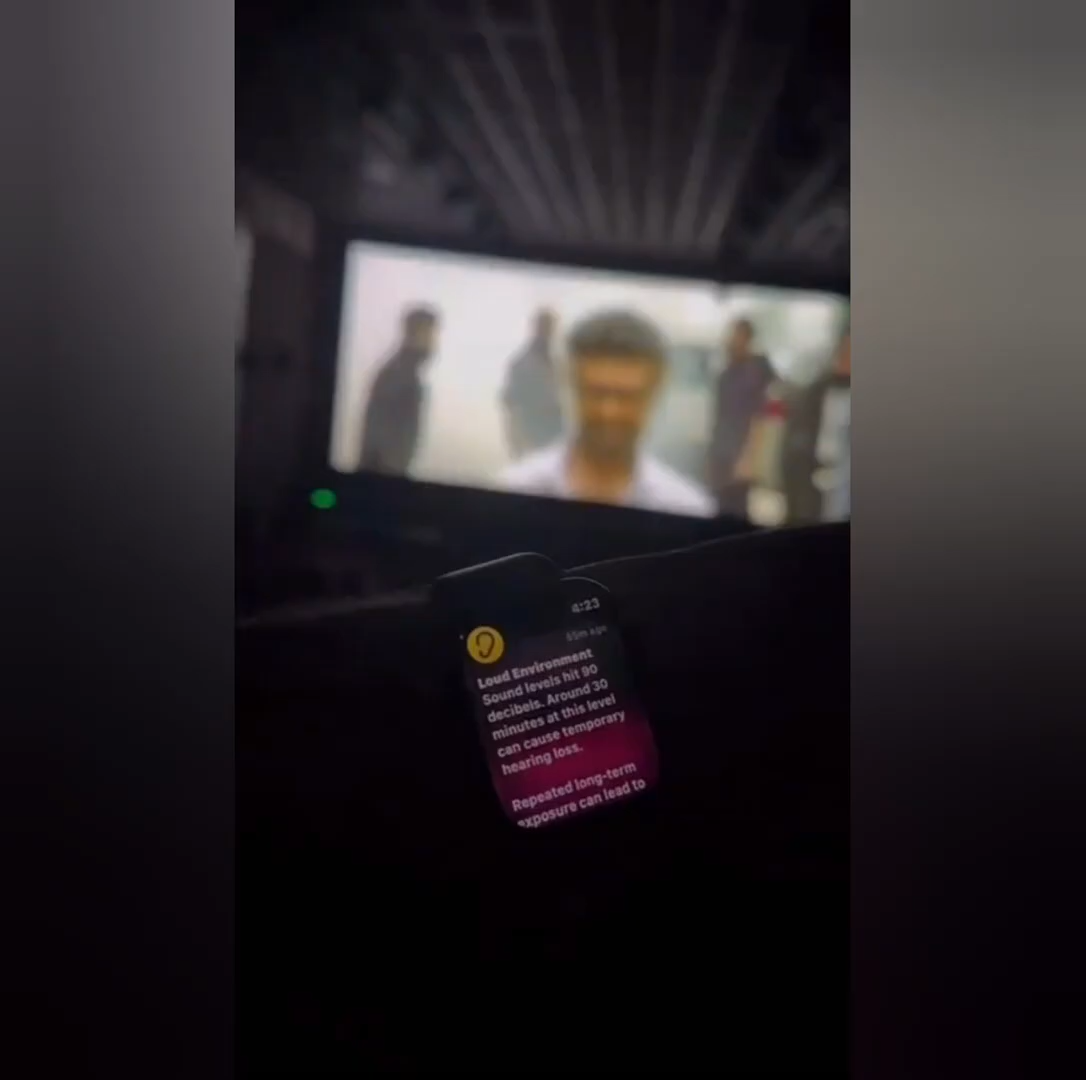 4:23
55m ago
Loud Environment
Sound levels hit 90
decibels. Around 30
minutes at this level
can cause temporary
hearing loss.
Repeated long-term
exposure can lead to